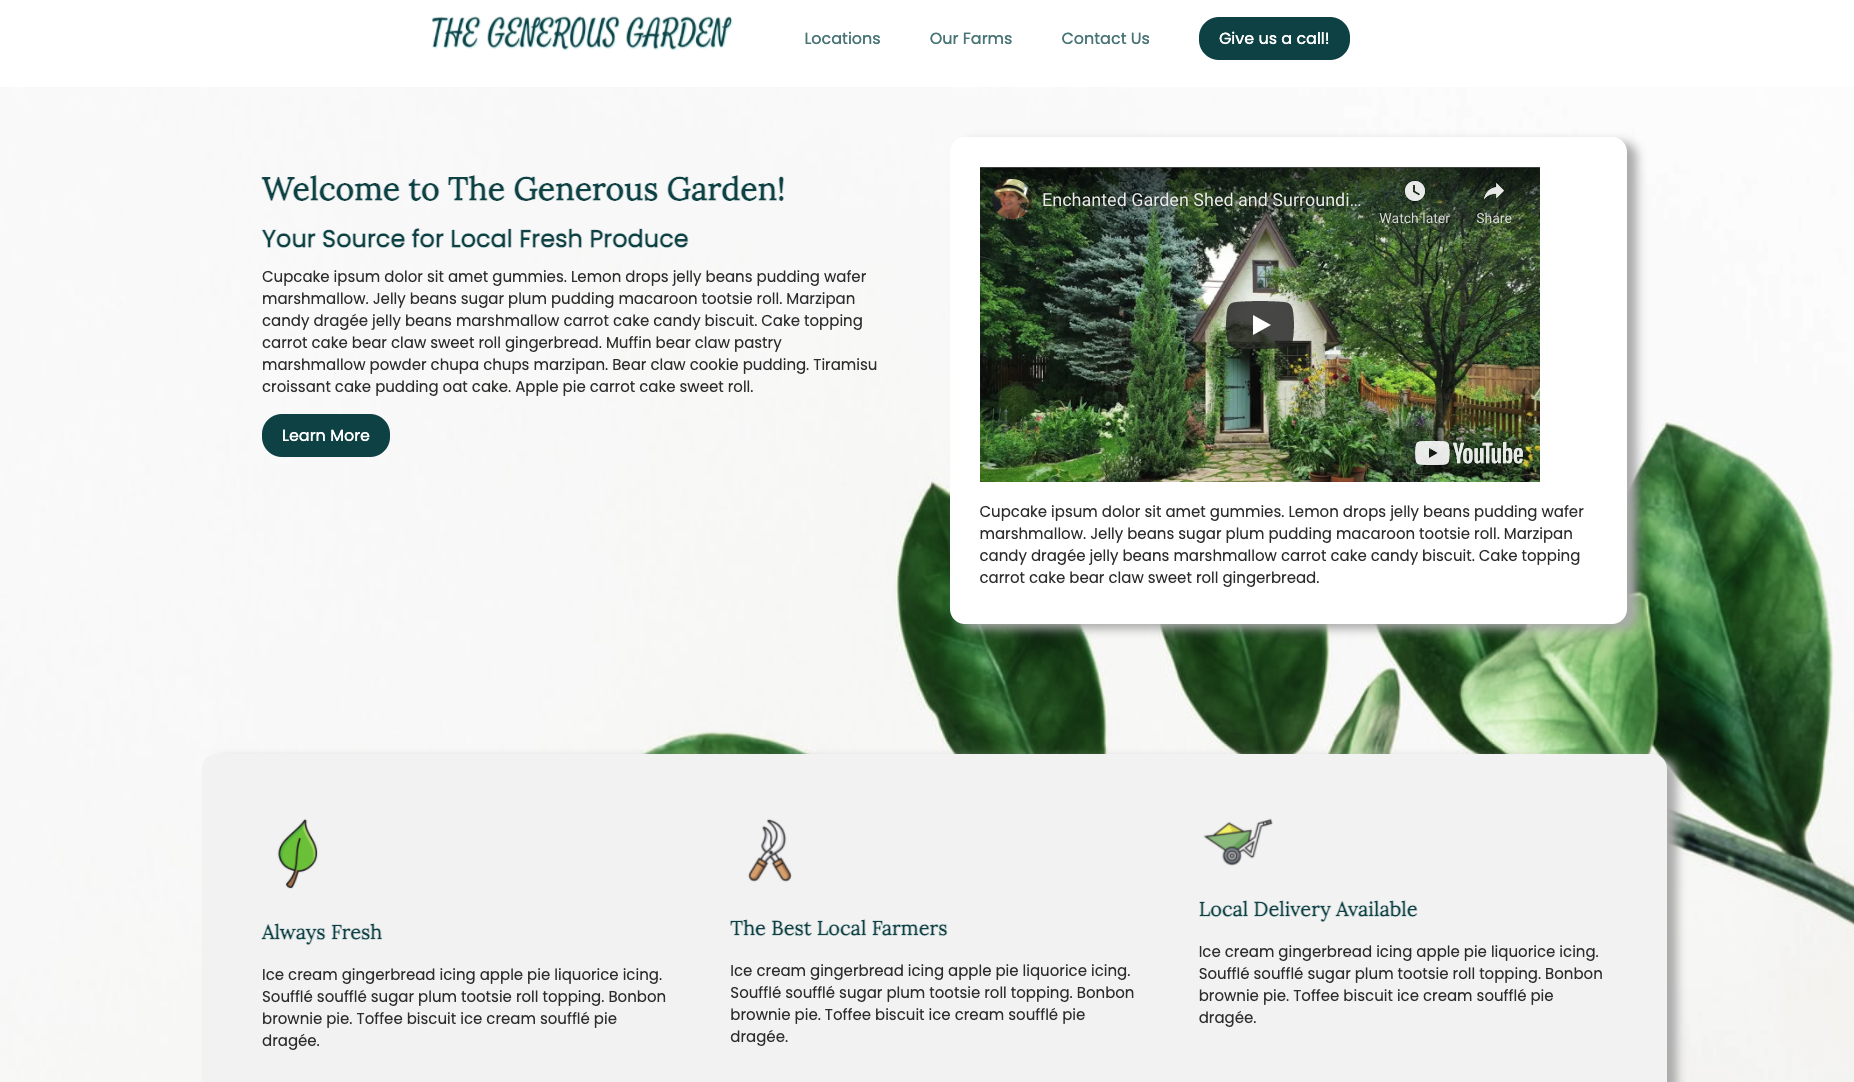 THE GENEROUS GARDEN
Locations
Our Farms
Contact Us
Give us a call!
Welcome to The Generous Garden!
Your Source for Local Fresh Produce
Cupcake ipsum dolor sit amet gummies. Lemon drops jelly beans pudding wafer
marshmallow. Jelly beans sugar plum pudding macaroon tootsie roll. Marzipan
candy dragée jelly beans marshmallow carrot cake candy biscuit. Cake topping
carrot cake bear claw sweet roll gingerbread. Muffin bear claw pastry
marshmallow powder chupa chups marzipan. Bear claw cookie pudding. Tiramisu
croissant cake pudding oat cake. Apple pie carrot cake sweet roll.
Learn More
Enchanted Garden Shed and Surroundi...
Watch later
Share
YouTube
Cupcake ipsum dolor sit amet gummies. Lemon drops jelly beans pudding wafer
marshmallow. Jelly beans sugar plum pudding macaroon tootsie roll. Marzipan
candy dragée jelly beans marshmallow carrot cake candy biscuit. Cake topping
carrot cake bear claw sweet roll gingerbread.
Always Fresh
Ice cream gingerbread icing apple pie liquorice icing.
Soufflé soufflé sugar plum tootsie roll topping. Bonbon
brownie pie. Toffee biscuit ice cream soufflé pie
dragée.
The Best Local Farmers
Ice cream gingerbread icing apple pie liquorice icing.
Soufflé soufflé sugar plum tootsie roll topping. Bonbon
brownie pie. Toffee biscuit ice cream soufflé pie
dragée.
Local Delivery Available
Ice cream gingerbread icing apple pie liquorice icing.
Soufflé soufflé sugar plum tootsie roll topping. Bonbon
brownie pie. Toffee biscuit ice cream soufflé pie
dragée.